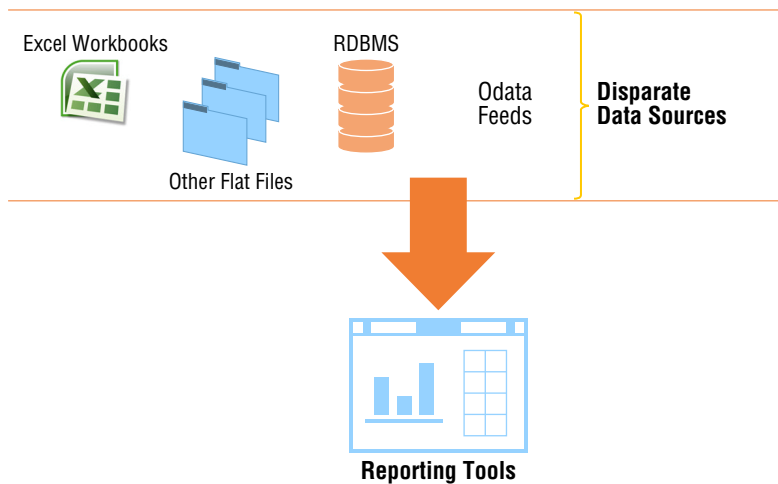 Excel Workbooks
RDBMS
Odata
Feeds
Disparate
Data Sources
Other Flat Files
Reporting Tools